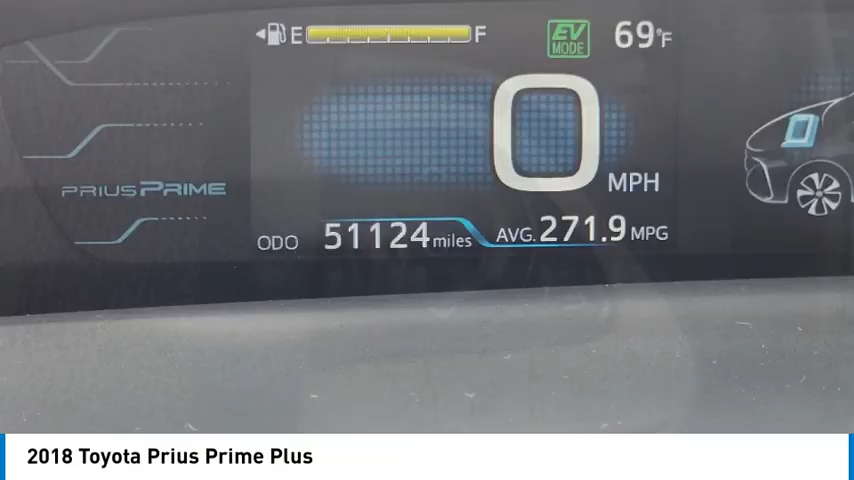 E F EV MODE 69°F
0 MPH
PRIUS PRIME
ODO 51124 miles AVG. 271.9 MPG
2018 Toyota Prius Prime Plus